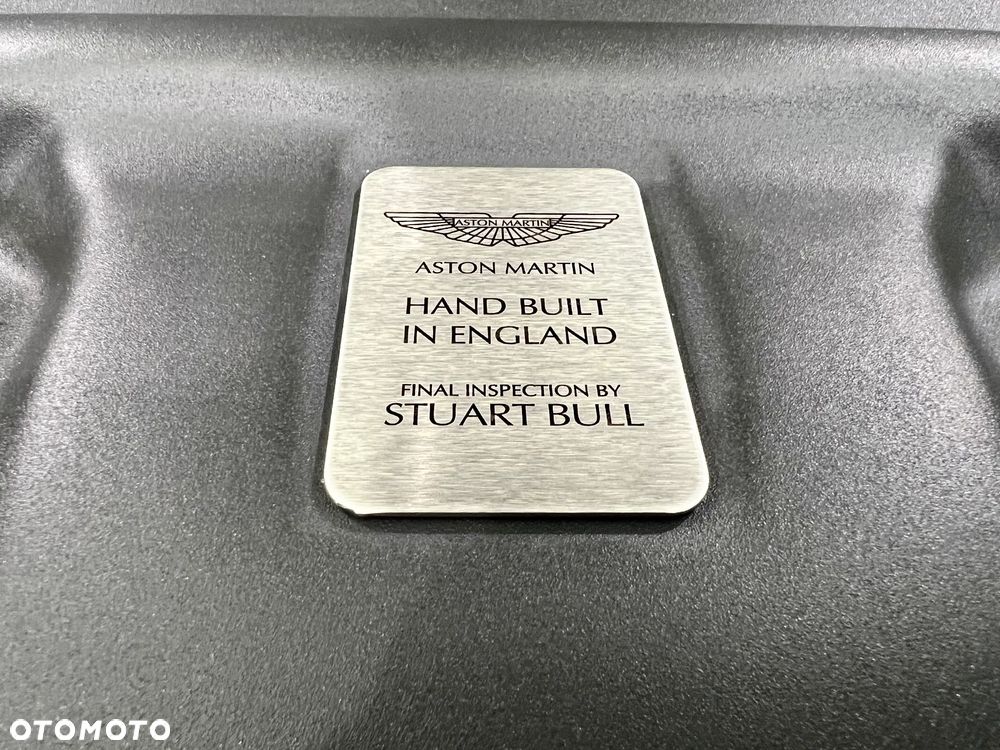 ASTON MARTIN
ASTON MARTIN
HAND BUILT
IN ENGLAND
FINAL INSPECTION BY
STUART BULL
OTOMOTO